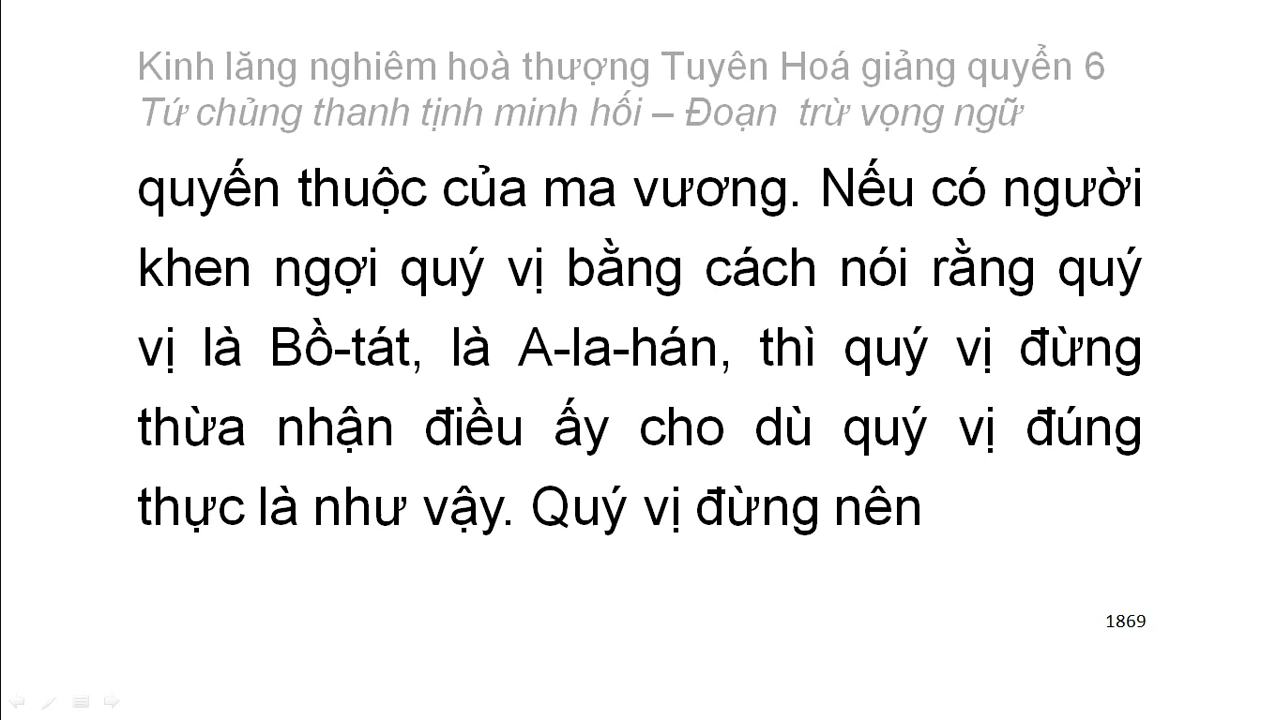 Kinh lăng nghiêm hoà thượng Tuyên Hoá giảng quyển 6
Tứ chủng thanh tịnh minh hối – Đoạn  trừ vọng ngữ
quyến thuộc của ma vương. Nếu có người
khen ngợi quý vị bằng cách nói rằng quý
vị là Bồ-tát, là A-la-hán, thì quý vị đừng
thừa nhận điều ấy cho dù quý vị đúng
thực là như vậy. Quý vị đừng nên
1869